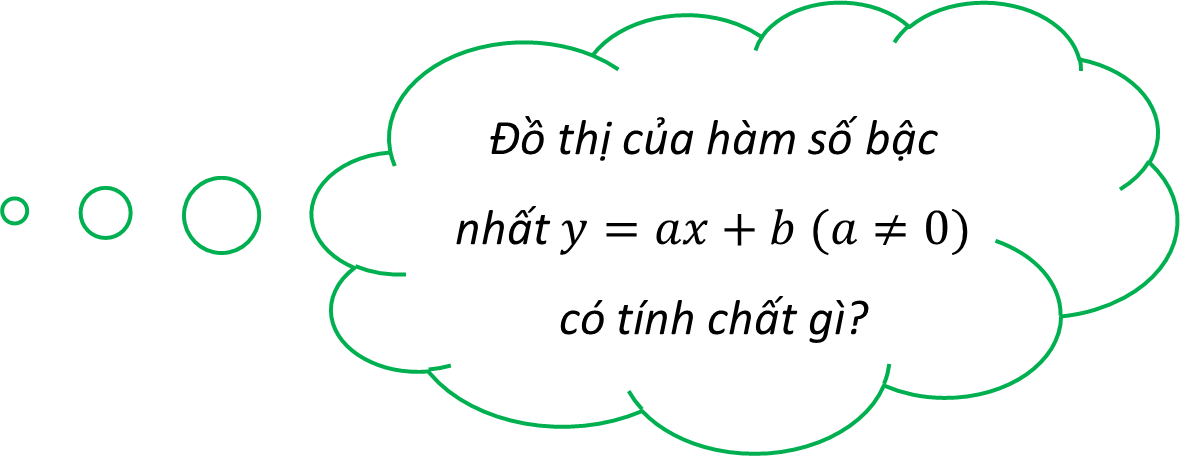 Đồ thị của hàm số bậc
nhất y = ax + b (a ≠ 0)
có tính chất gì?